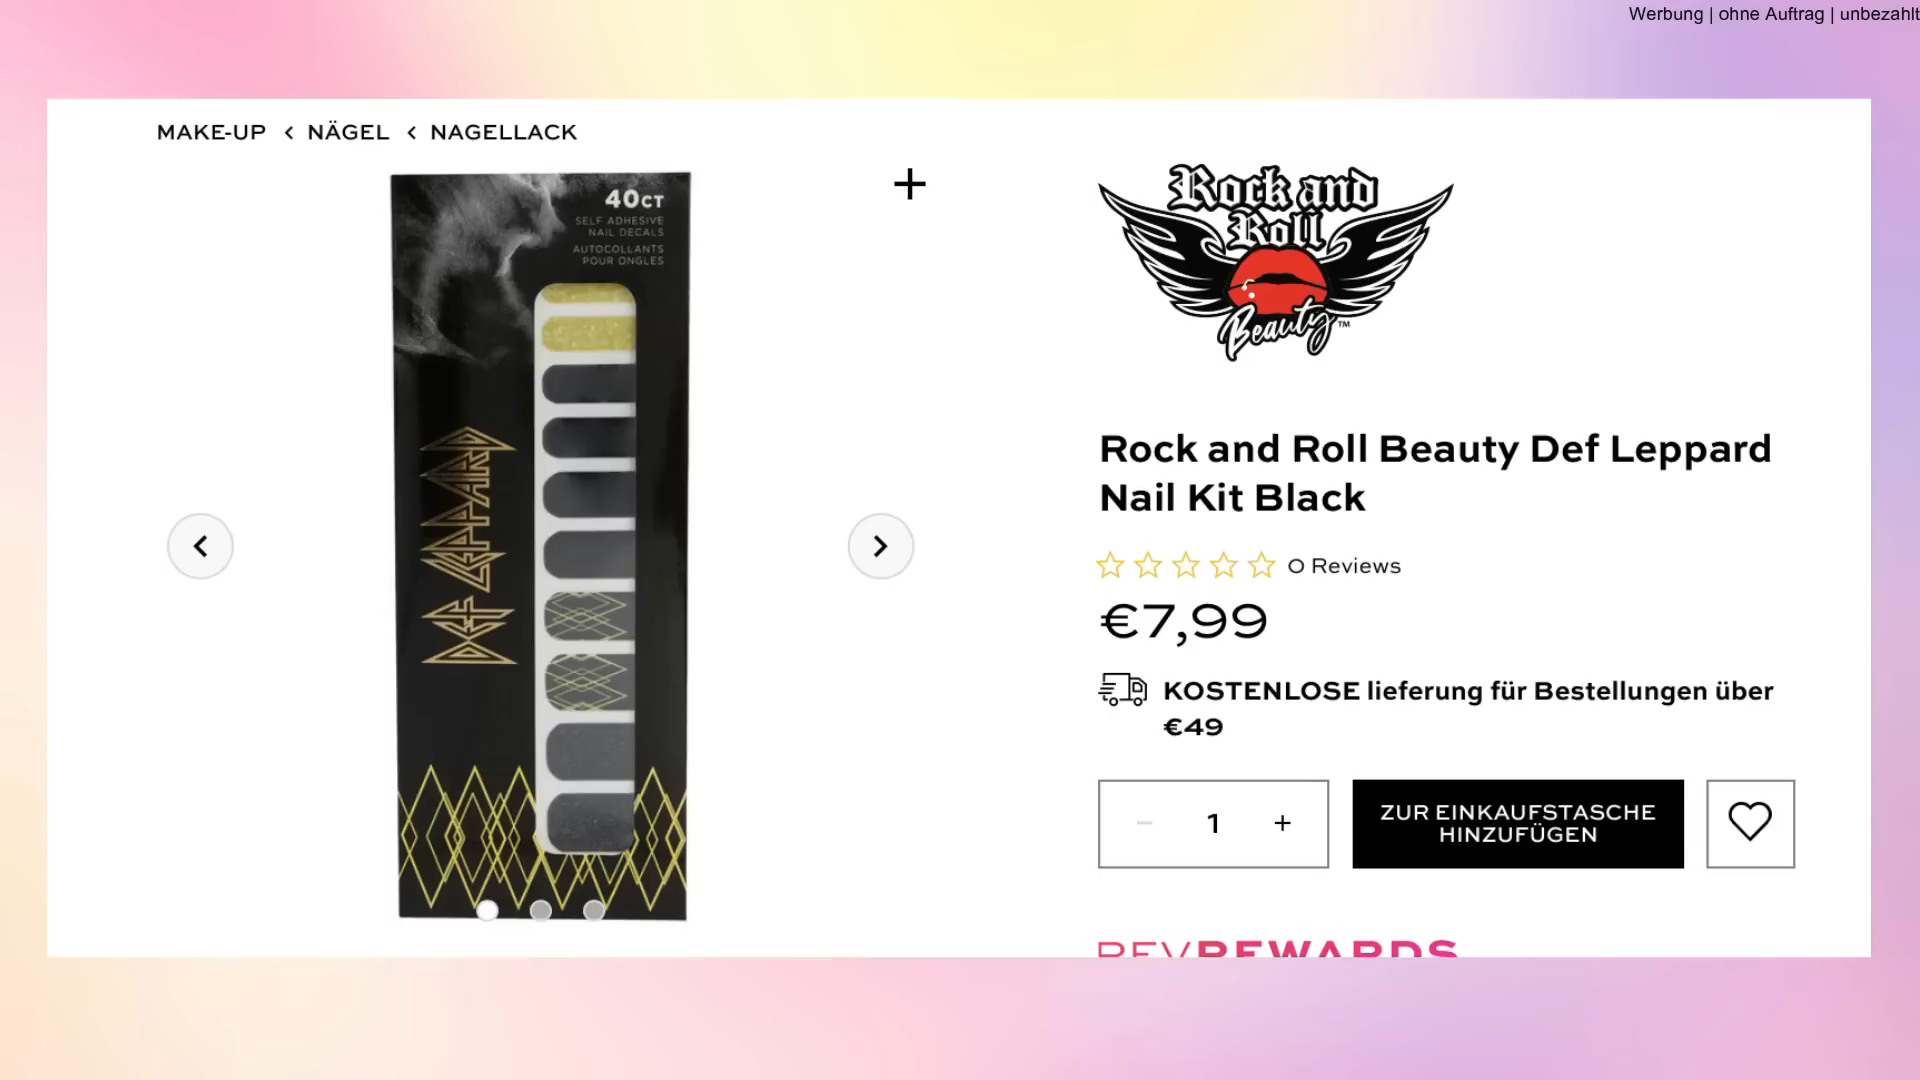 Werbung | ohne Auftrag | unbezahlt
MAKE-UP < NÄGEL < NAGELLACK
40CT
SELF ADHESIVE
NAIL DECALS
AUTOCOLLANTS
POUR ONGLES
DEF LEPPARD
Rock and
Roll
Beauty™
Rock and Roll Beauty Def Leppard
Nail Kit Black
0 Reviews
€7,99
KOSTENLOSE lieferung für Bestellungen über
€49
- 1 +
ZUR EINKAUFSTASCHE
HINZUFÜGEN
REVREWARDS